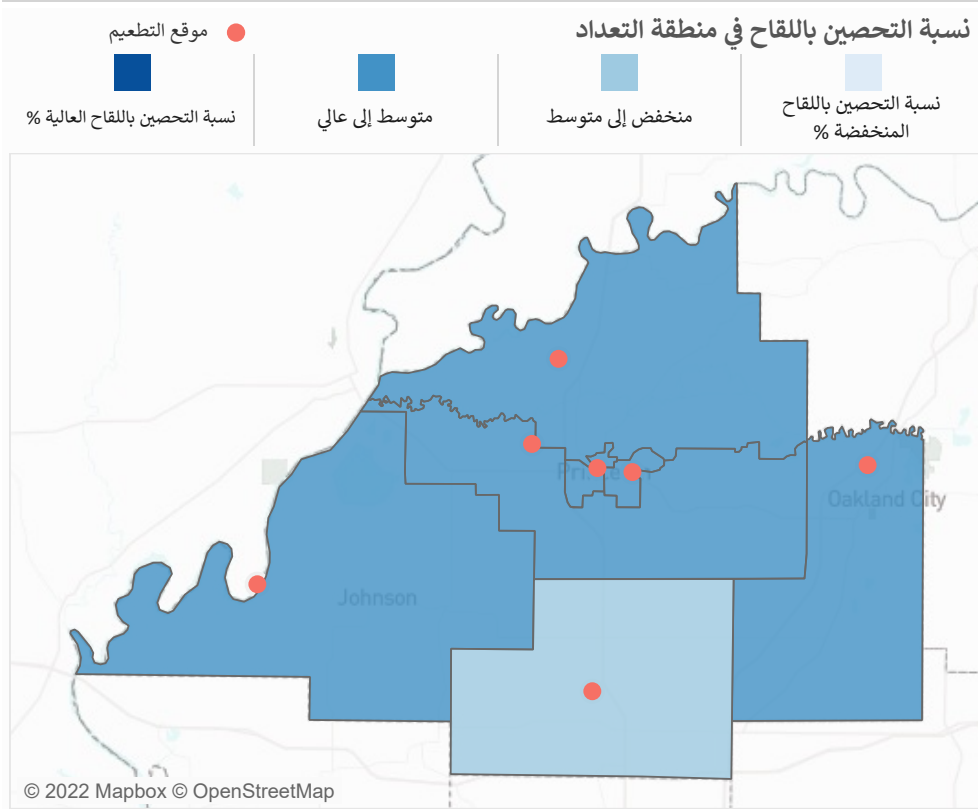 نسبة التحصين باللقاح في منطقة التعداد
موقع التطعيم
نسبة التحصين باللقاح
المنخفضة %
منخفض إلى متوسط
متوسط إلى عالي
نسبة التحصين باللقاح العالية %
Princeton
Oakland City
Johnson
© 2022 Mapbox © OpenStreetMap